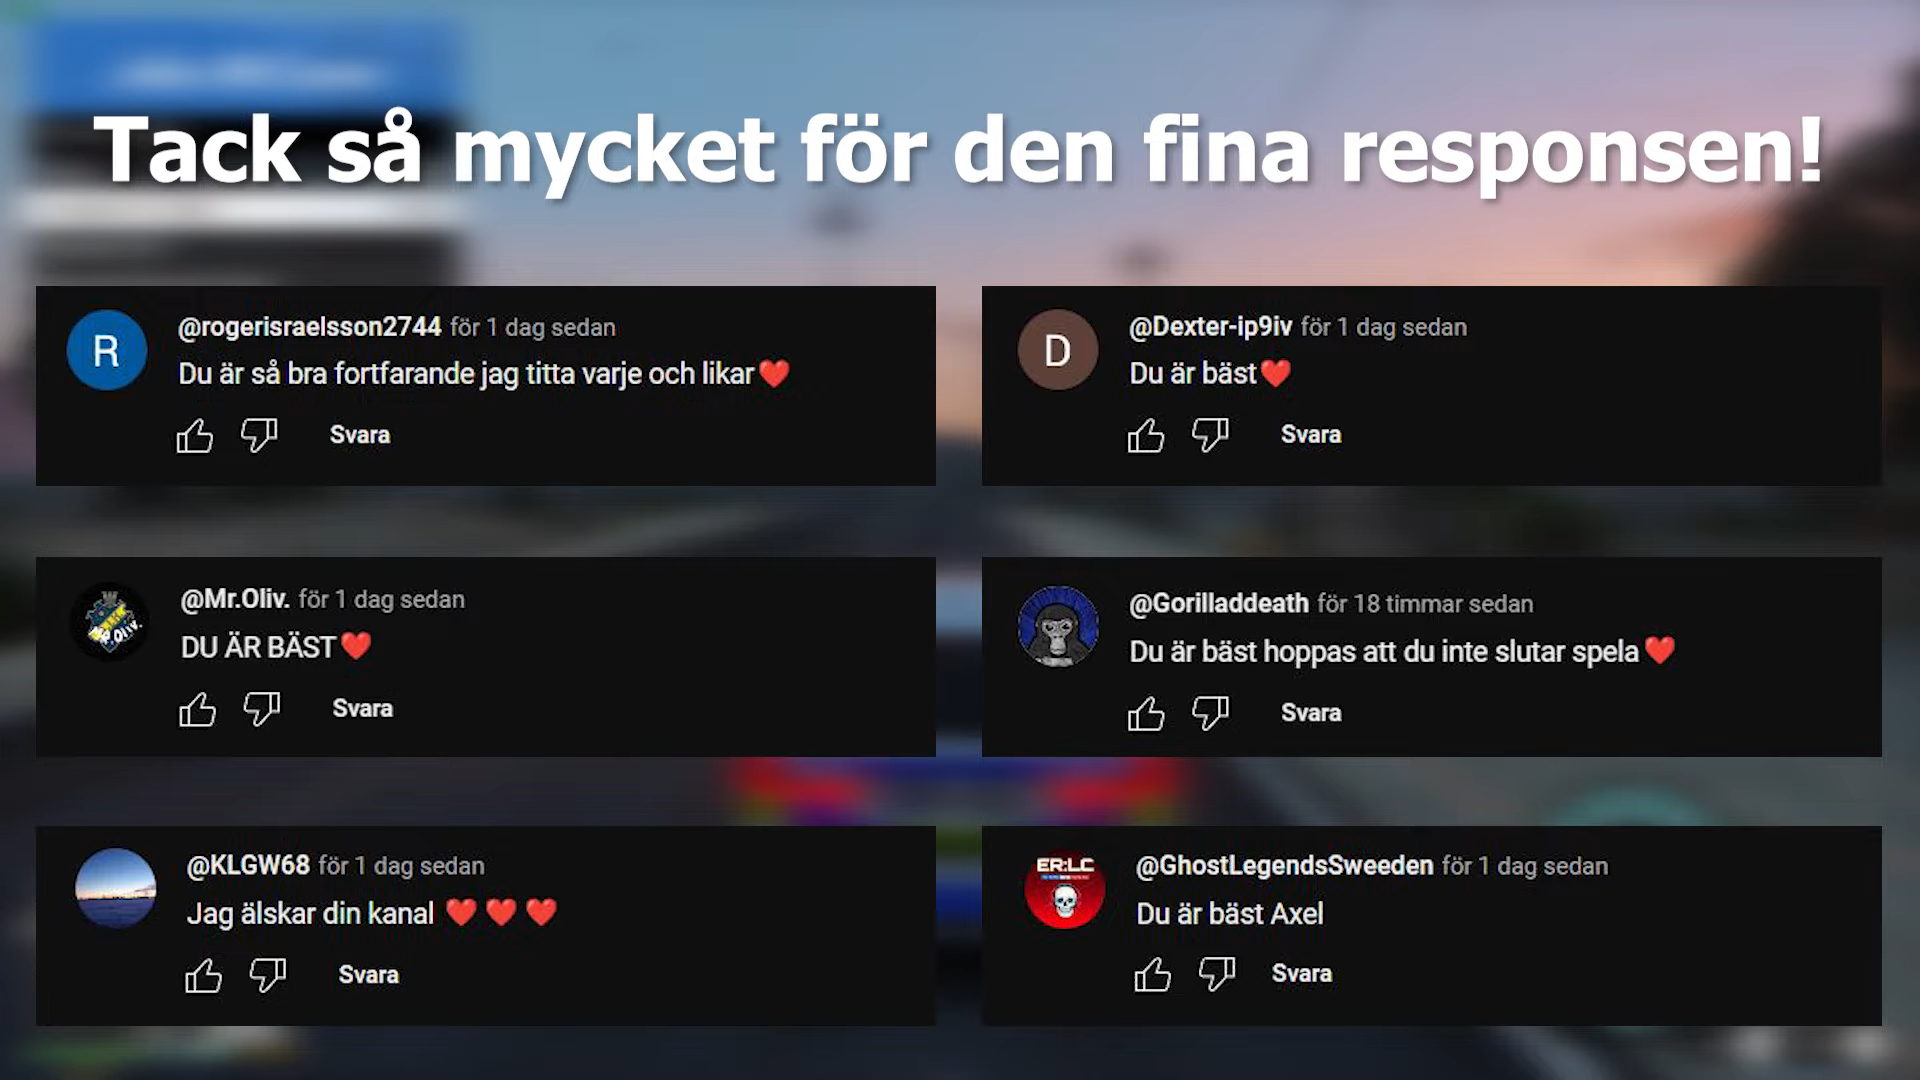 Tack så mycket för den fina responsen!
@rogerisraelsson2744 för 1 dag sedan
Du är så bra fortfarande jag titta varje och likar❤️
Svara
@Dexter-ip9iv för 1 dag sedan
Du är bäst❤️
Svara
@Mr.Oliv. för 1 dag sedan
DU ÄR BÄST❤️
Svara
@Gorilladdeath för 18 timmar sedan
Du är bäst hoppas att du inte slutar spela❤️
Svara
@KLGW68 för 1 dag sedan
Jag älskar din kanal ❤️ ❤️ ❤️
Svara
@GhostLegendsSweeden för 1 dag sedan
Du är bäst Axel
Svara
R
D
Mr.Oliv.
ER:LC